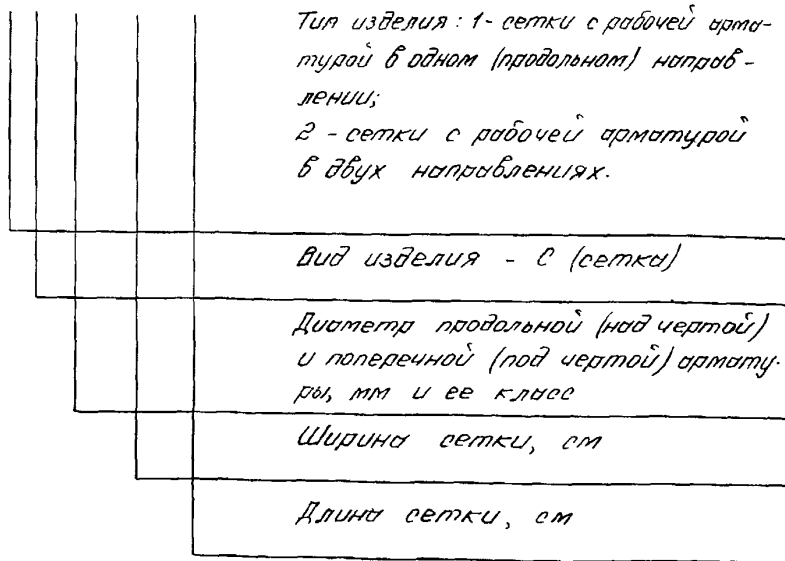 Тип изделия: 1- сетки с рабочей арма-
турой в одном (продольном) направ-
лении;
2 - сетки с рабочей арматурой
в двух направлениях.
Вид изделия - С (сетка)
Диаметр продольной (над чертой)
и поперечной (под чертой) армату-
ры, мм и ее класс
Ширина сетки, см
Длина сетки, см